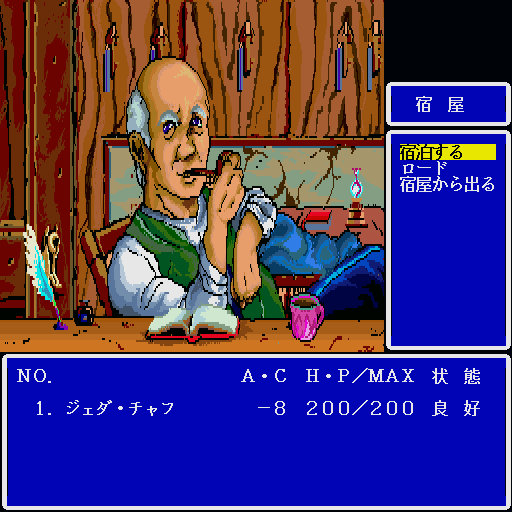 宿屋
宿泊する
ロード
宿屋から出る
NO. A・C H・P/MAX 状態
1. ジェダ・チャフ -8 200/200 良好